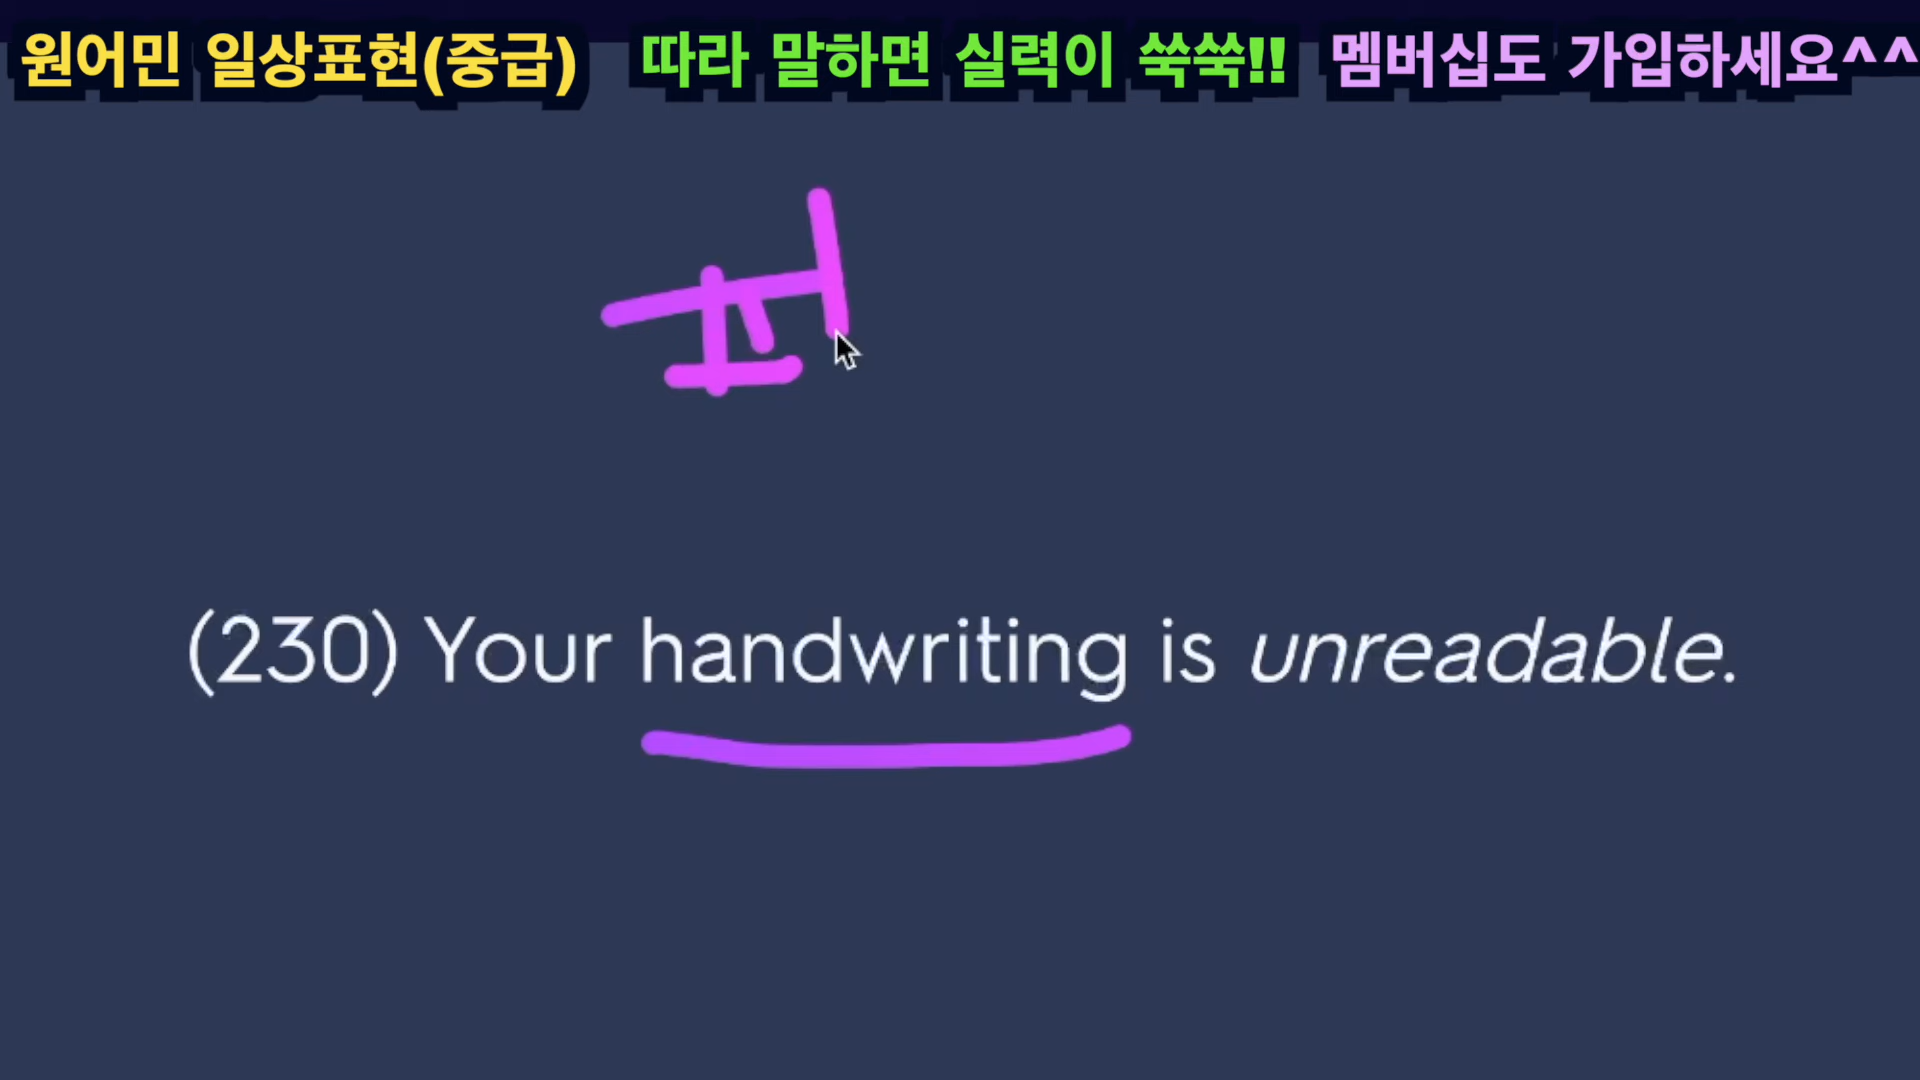 원어민 일상표현(중급) 따라 말하면 실력이 쑥쑥!! 멤버십도 가입하세요^^
(230) Your handwriting is unreadable.